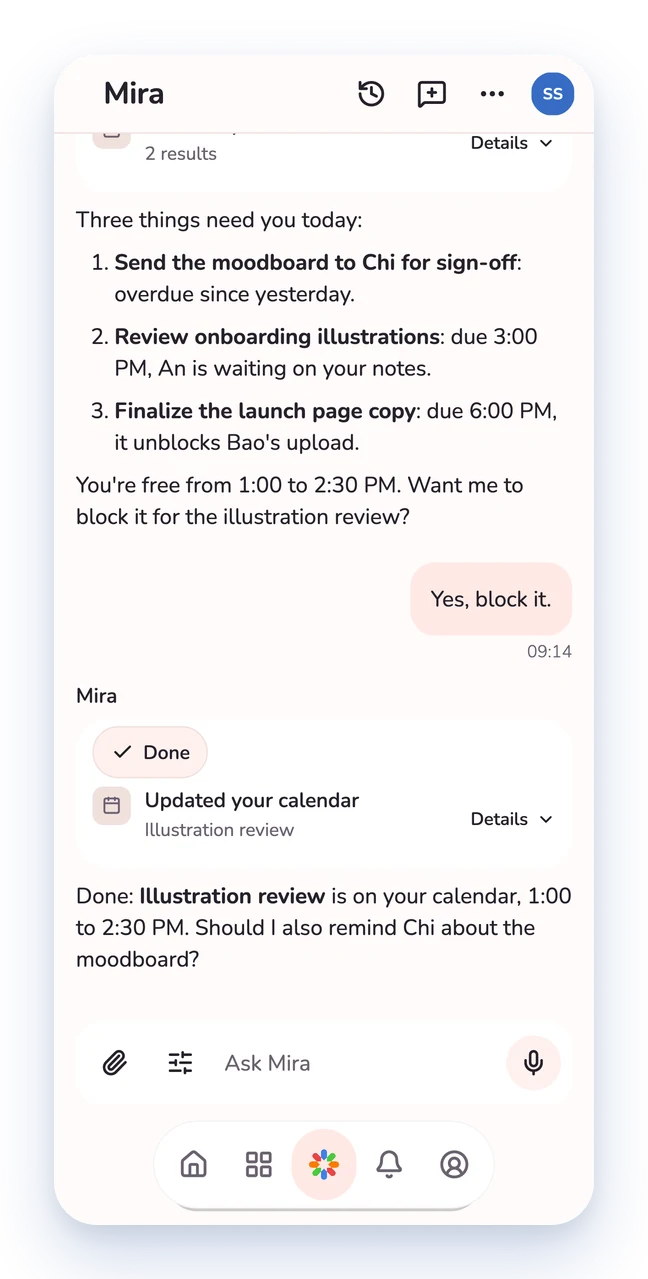 Mira
SS
2 results
Details
Three things need you today:
1. Send the moodboard to Chi for sign-off:
overdue since yesterday.
2. Review onboarding illustrations: due 3:00
PM, An is waiting on your notes.
3. Finalize the launch page copy: due 6:00 PM,
it unblocks Bao's upload.
You're free from 1:00 to 2:30 PM. Want me to
block it for the illustration review?
Yes, block it.
09:14
Mira
Done
Updated your calendar
Illustration review
Details
Done: Illustration review is on your calendar, 1:00
to 2:30 PM. Should I also remind Chi about the
moodboard?
Ask Mira